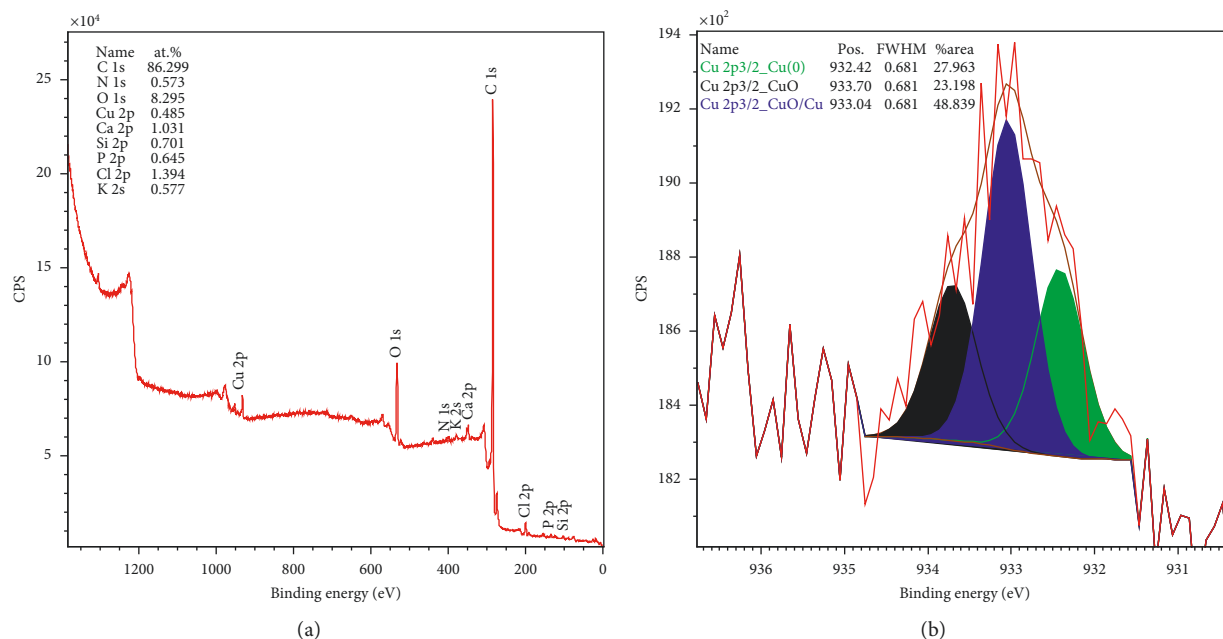 ×10⁴
Name at.%
C 1s 86.299
N 1s 0.573
O 1s 8.295
Cu 2p 0.485
Ca 2p 1.031
Si 2p 0.701
P 2p 0.645
Cl 2p 1.394
K 2s 0.577
25
20
15
10
5
CPS
Cu 2p
O 1s
N 1s
K 2s
Ca 2p
C 1s
Cl 2p
P 2p
Si 2p
1200 1000 800 600 400 200 0
Binding energy (eV)
(a)
×10²
Name Pos. FWHM %area
Cu 2p3/2_Cu(0) 932.42 0.681 27.963
Cu 2p3/2_CuO 933.70 0.681 23.198
Cu 2p3/2_CuO/Cu 933.04 0.681 48.839
194
192
190
188
186
184
182
CPS
936 935 934 933 932 931
Binding energy (eV)
(b)